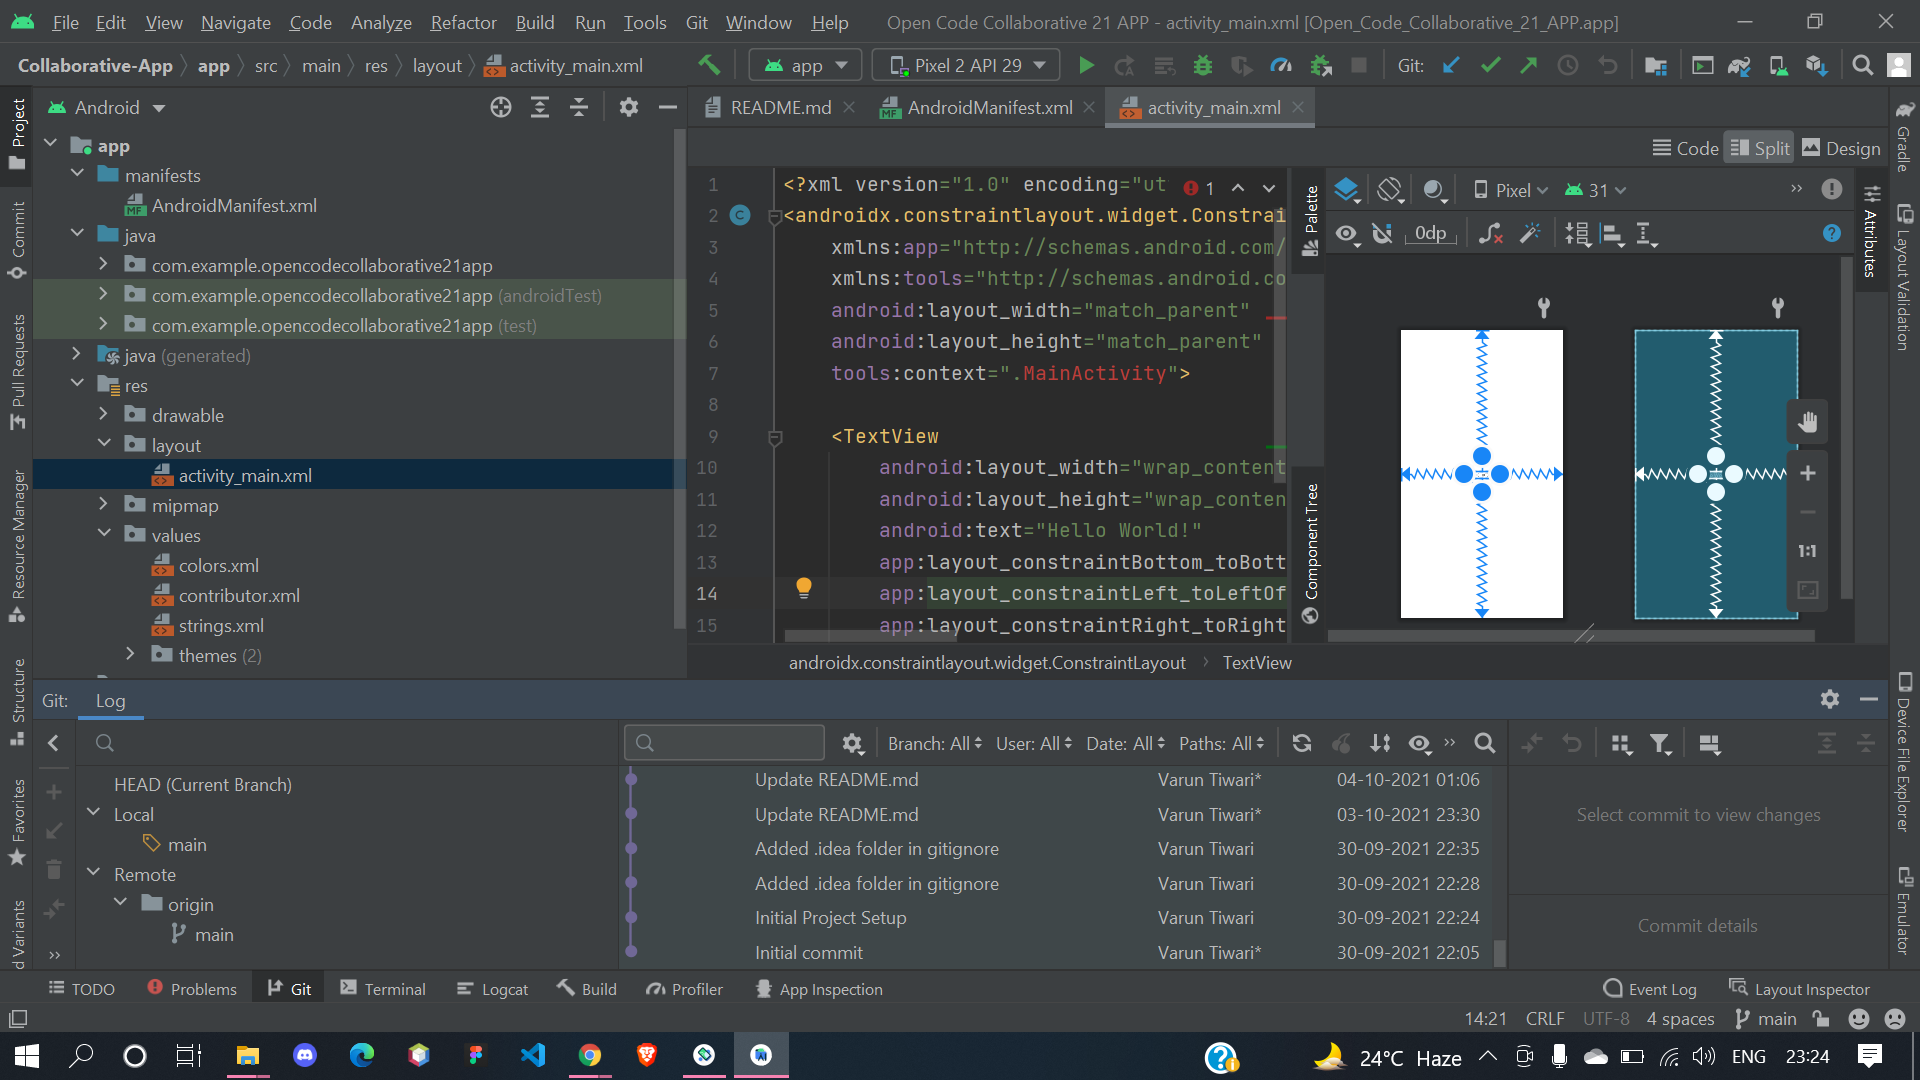 File Edit View Navigate Code Analyze Refactor Build Run Tools Git Window Help Open Code Collaborative 21 APP - activity_main.xml [Open_Code_Collaborative_21_APP.app]
Collaborative-App app src main res layout activity_main.xml app Pixel 2 API 29 Git:
Project
Commit
Pull Requests
Resource Manager
Structure
Favorites
d Variants
Android
app
manifests
AndroidManifest.xml
java
com.example.opencodecollaborative21app
com.example.opencodecollaborative21app (androidTest)
com.example.opencodecollaborative21app (test)
java (generated)
res
drawable
layout
activity_main.xml
mipmap
values
colors.xml
contributor.xml
strings.xml
themes (2)
README.md AndroidManifest.xml activity_main.xml
Code Split Design
1 <?xml version="1.0" encoding="ut 1
2 <androidx.constraintlayout.widget.Constrai
3 xmlns:app="http://schemas.android.com/
4 xmlns:tools="http://schemas.android.co
5 android:layout_width="match_parent"
6 android:layout_height="match_parent"
7 tools:context=".MainActivity">
8
9 <TextView
10 android:layout_width="wrap_content
11 android:layout_height="wrap_conten
12 android:text="Hello World!"
13 app:layout_constraintBottom_toBott
14 app:layout_constraintLeft_toLeftOf
15 app:layout_constraintRight_toRight
androidx.constraintlayout.widget.ConstraintLayout TextView
Palette
Component Tree
Pixel 31
0dp
1:1
Attributes
Gradle
Layout Validation
Device File Explorer
Emulator
Git: Log
HEAD (Current Branch)
Local
main
Remote
origin
main
Branch: All User: All Date: All Paths: All
Update README.md Varun Tiwari* 04-10-2021 01:06
Update README.md Varun Tiwari* 03-10-2021 23:30
Added .idea folder in gitignore Varun Tiwari 30-09-2021 22:35
Added .idea folder in gitignore Varun Tiwari 30-09-2021 22:28
Initial Project Setup Varun Tiwari 30-09-2021 22:24
Initial commit Varun Tiwari* 30-09-2021 22:05
Select commit to view changes
Commit details
TODO Problems Git Terminal Logcat Build Profiler App Inspection Event Log Layout Inspector
14:21 CRLF UTF-8 4 spaces main
24°C Haze ENG 23:24